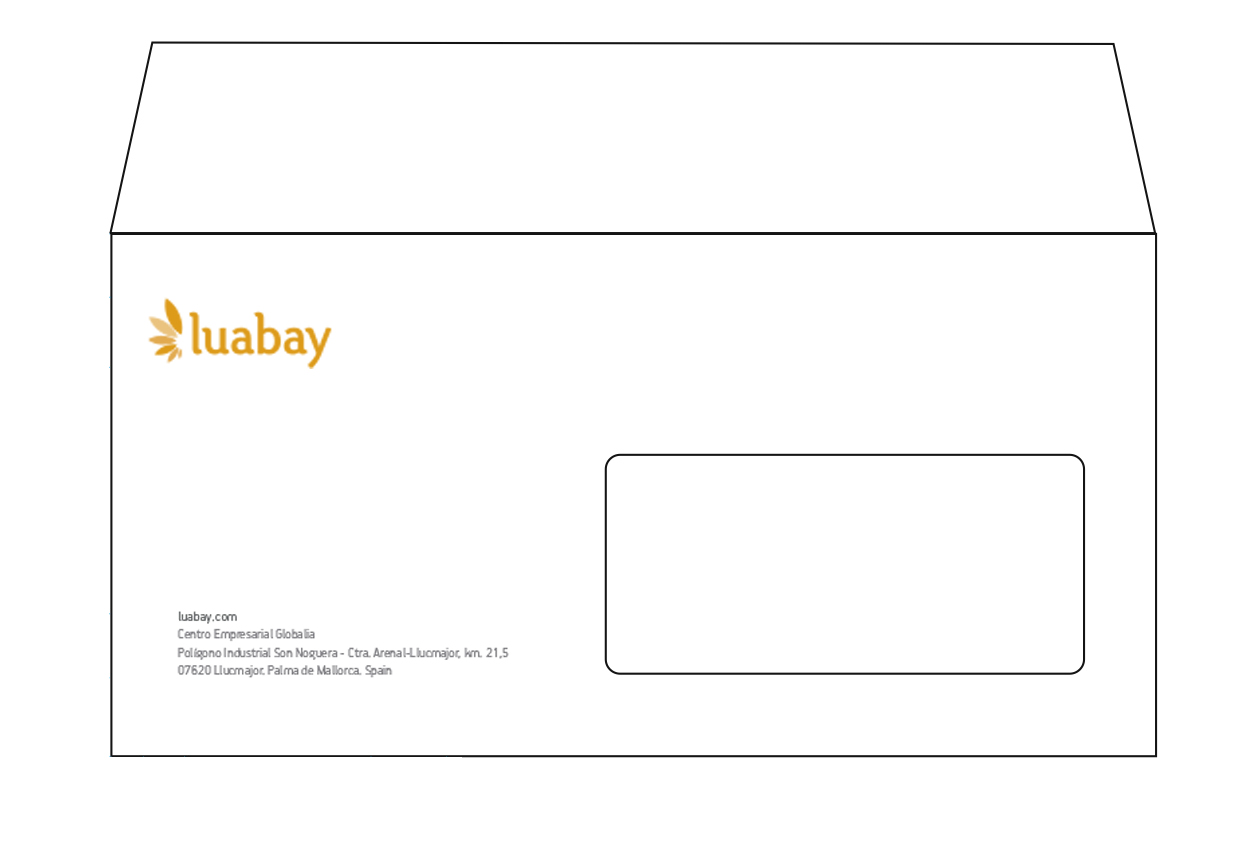 luabay
luabay.com
Centro Empresarial Globalia
Polígono Industrial Son Noguera - Ctra. Arenal-Llucmajor, km. 21,5
07620 Llucmajor. Palma de Mallorca. Spain